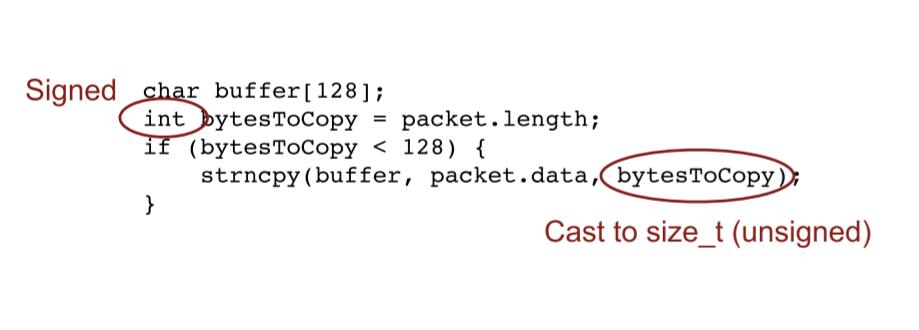 Signed char buffer[128];
int bytesToCopy = packet.length;
if (bytesToCopy < 128) {
strncpy(buffer, packet.data, bytesToCopy);
}
Cast to size_t (unsigned)